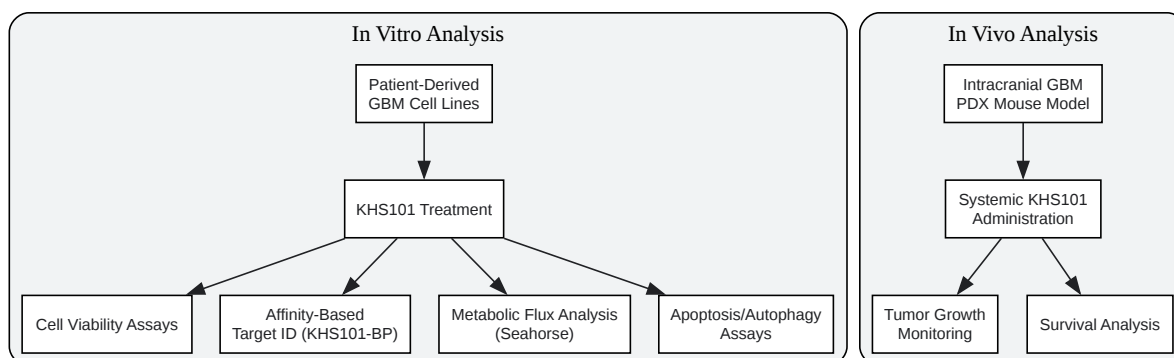 In Vitro Analysis
Patient-Derived
GBM Cell Lines
KHS101 Treatment
Cell Viability Assays
Affinity-Based
Target ID (KHS101-BP)
Metabolic Flux Analysis
(Seahorse)
Apoptosis/Autophagy
Assays
In Vivo Analysis
Intracranial GBM
PDX Mouse Model
Systemic KHS101
Administration
Tumor Growth
Monitoring
Survival Analysis